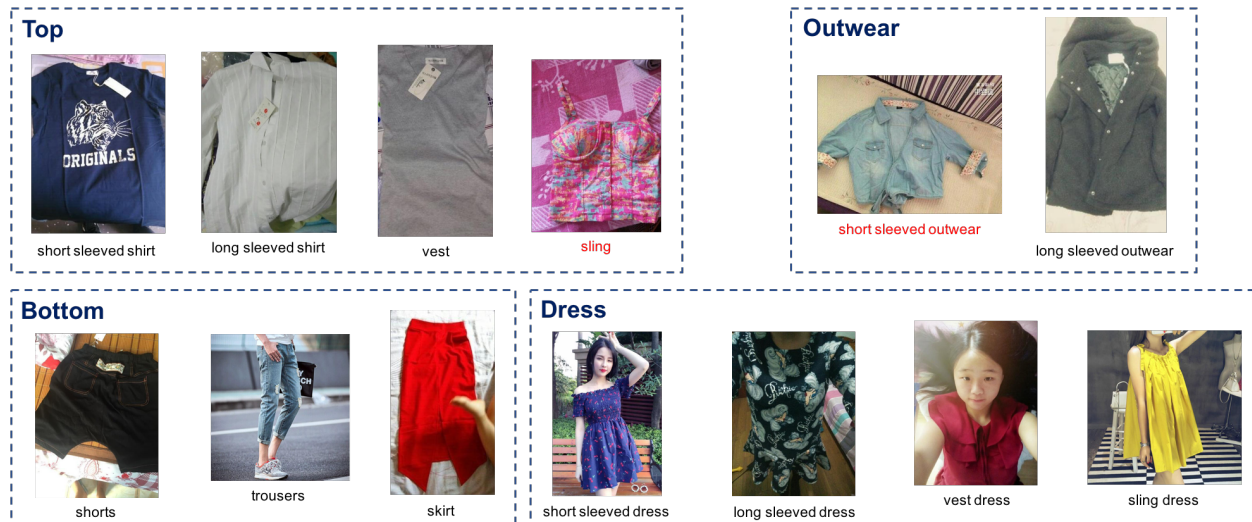 Top
ORIGINALS
short sleeved shirt
long sleeved shirt
vest
sling
Outwear
short sleeved outwear
long sleeved outwear
Bottom
shorts
trousers
skirt
Dress
short sleeved dress
long sleeved dress
vest dress
sling dress